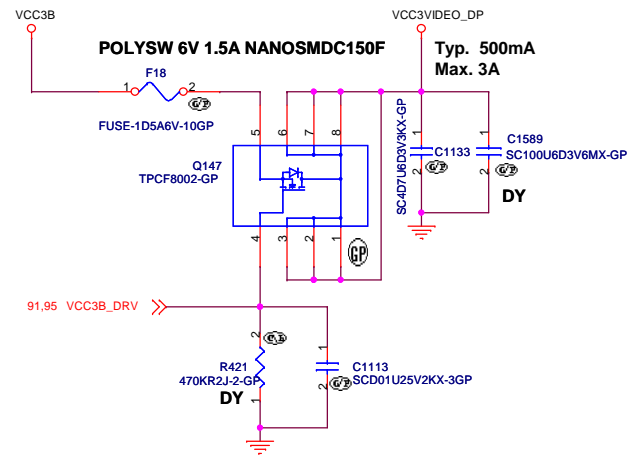 VCC3B
VCC3VIDEO_DP
POLYSW 6V 1.5A NANOSMDC150F
Typ. 500mA
Max. 3A
F18
1
2
G/P
FUSE-1D5A6V-10GP
5
6
7
8
Q147
TPCF8002-GP
4
3
2
1
GP
SC4D7U6D3V3KX-GP
1
C1133
2
G/P
1
C1589
SC100U6D3V6MX-GP
2
G/P
DY
91,95 VCC3B_DRV
2
G/P
R421
470KR2J-2-GP
DY
1
1
C1113
SCD01U25V2KX-3GP
2
G/P